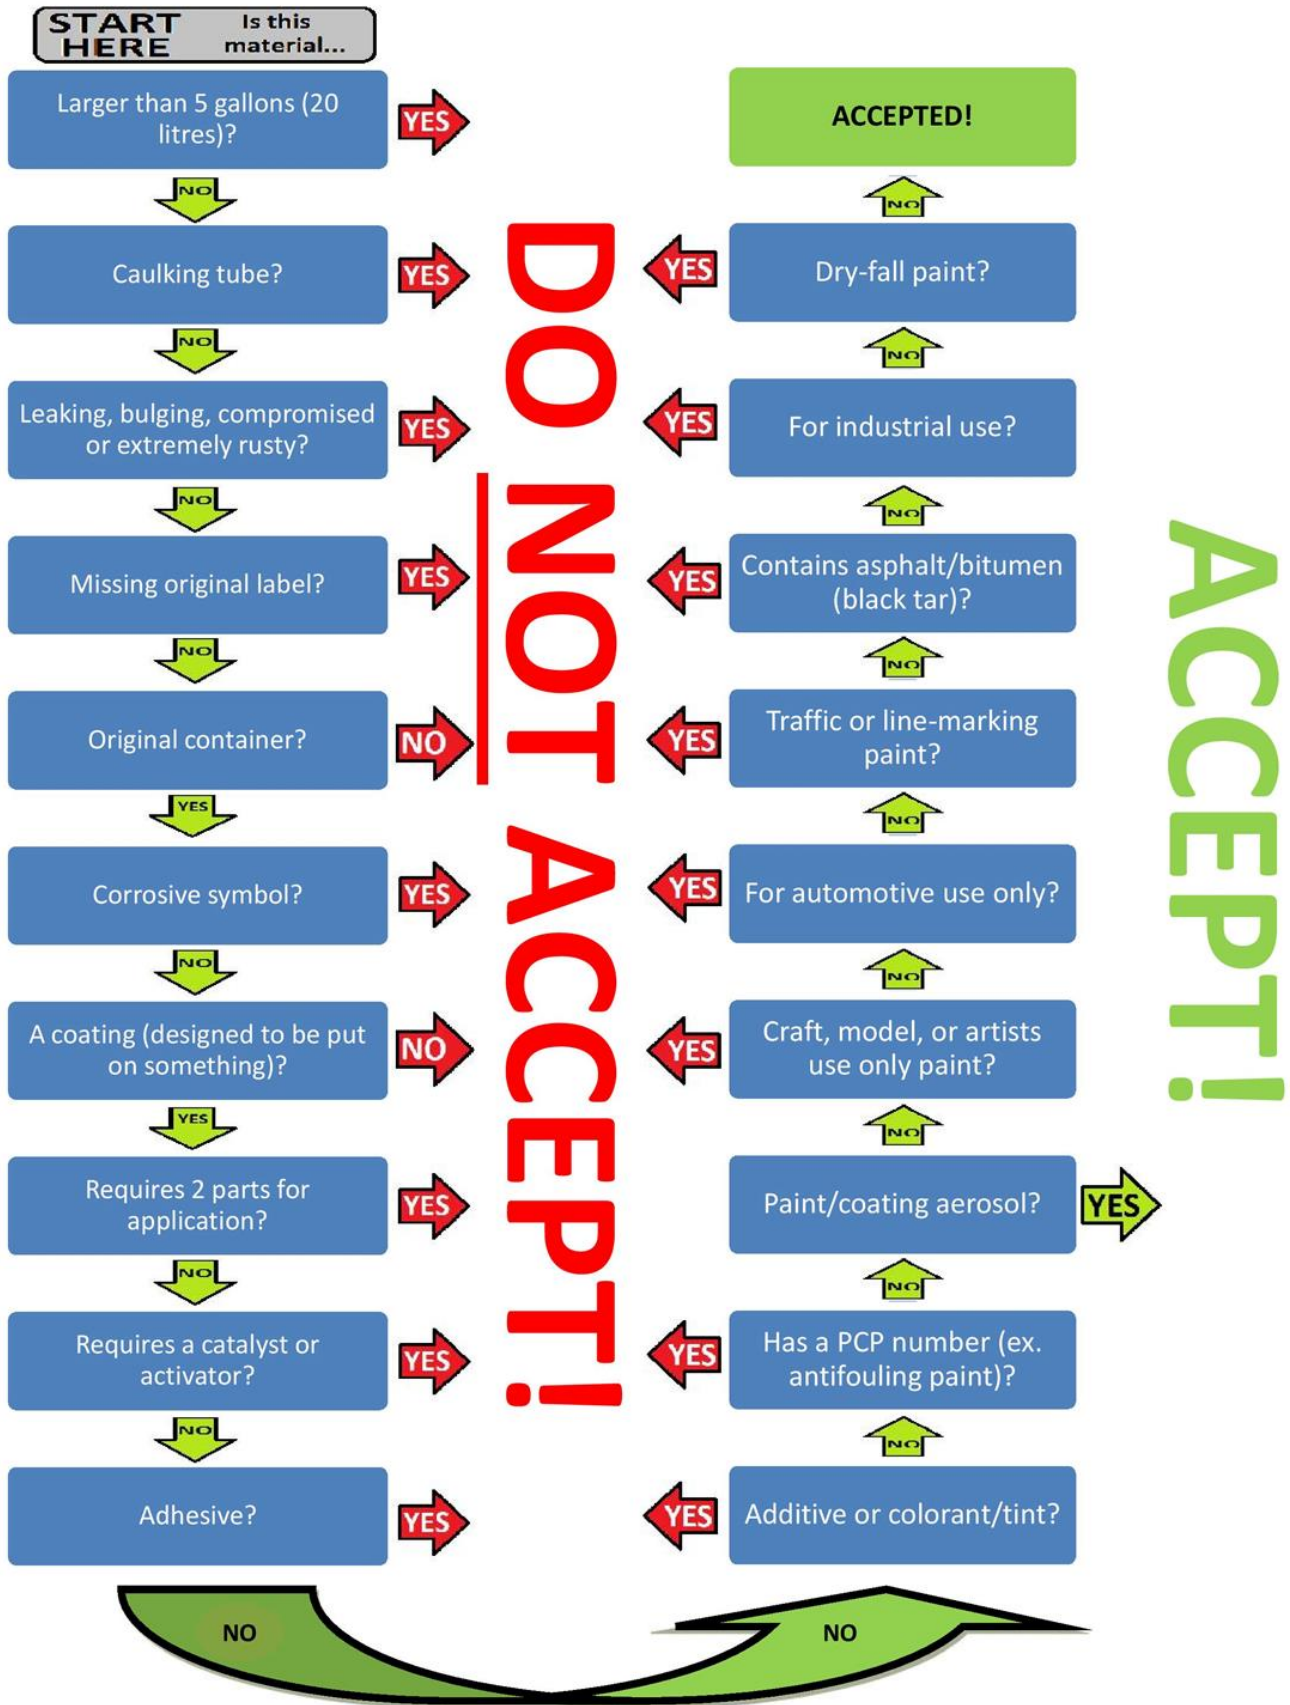 START HERE
Is this material...
Larger than 5 gallons (20
litres)?
YES
NO
Caulking tube?
YES
NO
Leaking, bulging, compromised
or extremely rusty?
YES
NO
Missing original label?
YES
NO
Original container?
NO
YES
Corrosive symbol?
YES
NO
A coating (designed to be put
on something)?
NO
YES
Requires 2 parts for
application?
YES
NO
Requires a catalyst or
activator?
YES
NO
Adhesive?
YES
NO
DO NOT ACCEPT!
NO
Additive or colorant/tint?
YES
NO
Has a PCP number (ex.
antifouling paint)?
YES
NO
Paint/coating aerosol?
YES
NO
Craft, model, or artists
use only paint?
YES
NO
For automotive use only?
YES
NO
Traffic or line-marking
paint?
YES
NO
Contains asphalt/bitumen
(black tar)?
YES
NO
For industrial use?
YES
NO
Dry-fall paint?
YES
NO
ACCEPTED!
ACCEPT!